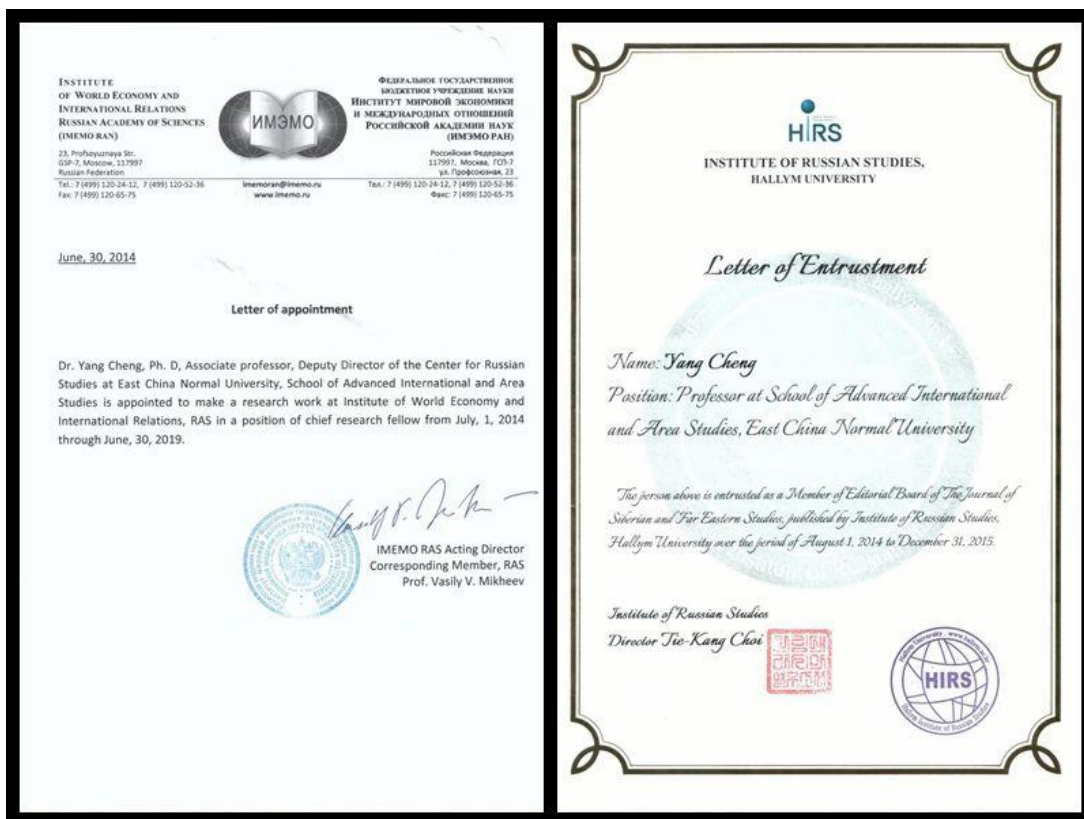 INSTITUTE
OF WORLD ECONOMY AND
INTERNATIONAL RELATIONS
RUSSIAN ACADEMY OF SCIENCES
(IMEMO RAN)
23, Profsoyuznaya Str.
GSP-7, Moscow, 117997
Russian Federation
Tel.: 7 (499) 120-24-12, 7 (499) 120-52-36
Fax: 7 (499) 120-65-75
ИМЭМО
imemoran@imemo.ru
www.imemo.ru
ФЕДЕРАЛЬНОЕ ГОСУДАРСТВЕННОЕ
БЮДЖЕТНОЕ УЧРЕЖДЕНИЕ НАУКИ
ИНСТИТУТ МИРОВОЙ ЭКОНОМИКИ
И МЕЖДУНАРОДНЫХ ОТНОШЕНИЙ
РОССИЙСКОЙ АКАДЕМИИ НАУК
(ИМЭМО РАН)
Российская Федерация
117997, Москва, ГСП-7
ул. Профсоюзная, 23
Тел.: 7 (499) 120-24-12, 7 (499) 120-52-36
Факс: 7 (499) 120-65-75
June, 30, 2014
Letter of appointment
Dr. Yang Cheng, Ph. D, Associate professor, Deputy Director of the Center for Russian
Studies at East China Normal University, School of Advanced International and Area
Studies is appointed to make a research work at Institute of World Economy and
International Relations, RAS in a position of chief research fellow from July, 1, 2014
through June, 30, 2019.
IMEMO RAS Acting Director
Corresponding Member, RAS
Prof. Vasily V. Mikheev
HIRS
INSTITUTE OF RUSSIAN STUDIES,
HALLYM UNIVERSITY
Letter of Entrustment
Name: Yang Cheng
Position: Professor at School of Advanced International
and Area Studies, East China Normal University
The person above is entrusted as a Member of Editorial Board of The Journal of
Siberian and Far Eastern Studies, published by Institute of Russian Studies,
Hallym University over the period of August 1, 2014 to December 31, 2015.
Institute of Russian Studies
Director Tie-Kang Choi
Hallym University · www.hallym.ac.kr
HIRS
Hallym Institute of Russian Studies